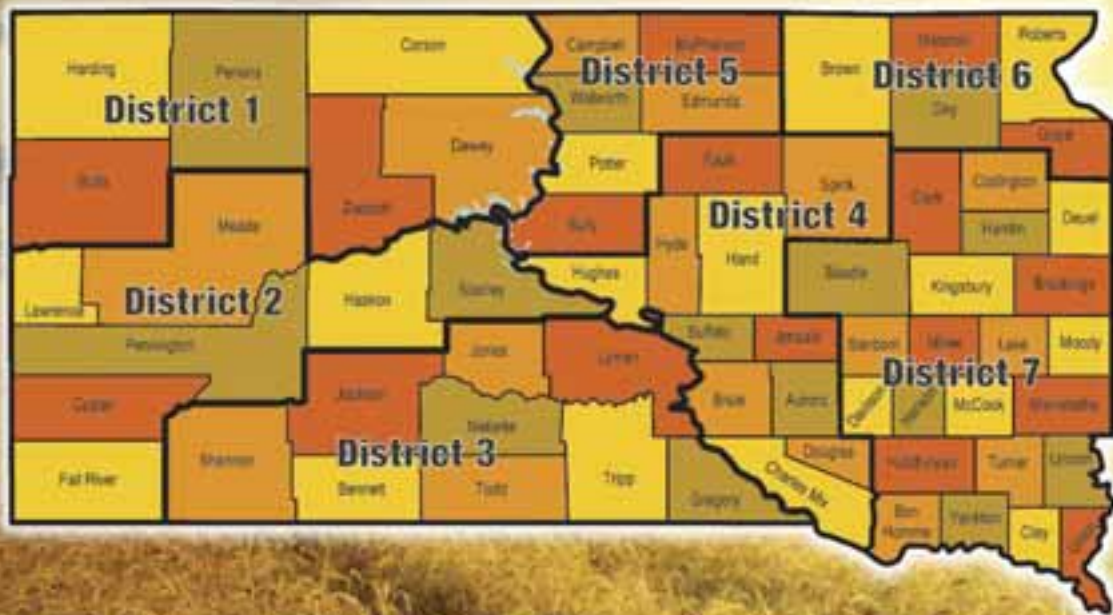 Harding
Perkins
Corson
Campbell
McPherson
Brown
Marshall
Roberts
District 1
District 5
District 6
Walworth
Edmunds
Day
Grant
Butte
Dewey
Ziebach
Potter
Faulk
Spink
Clark
Codington
Hamlin
Deuel
Meade
Sully
Hyde
Hand
District 4
Lawrence
District 2
Haakon
Stanley
Hughes
Beadle
Kingsbury
Brookings
Pennington
Jones
Lyman
Buffalo
Jerauld
Sanborn
Miner
Lake
Moody
District 7
Custer
Jackson
Mellette
Brule
Aurora
Davison
McCook
Minnehaha
Fall River
Shannon
District 3
Bennett
Todd
Tripp
Gregory
Charles Mix
Douglas
Hutchinson
Turner
Bon
Homme
Yankton
Clay